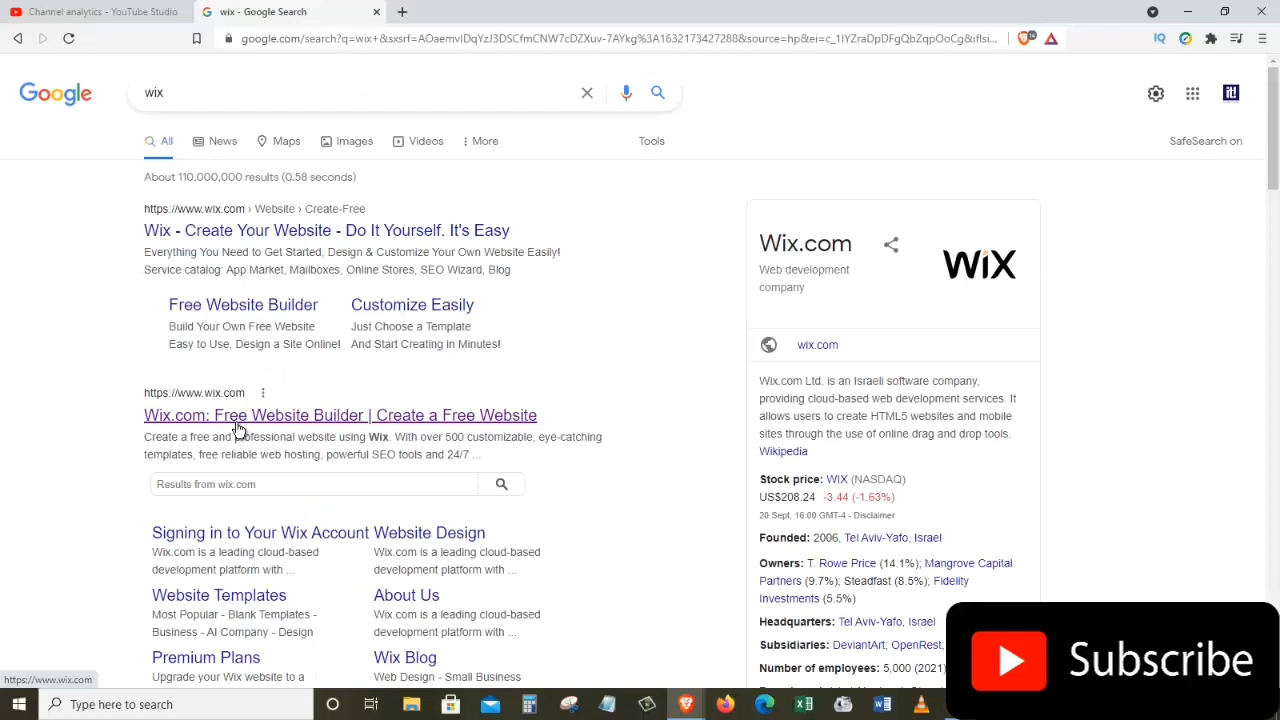 Channel analytics - YouTube Studio
wix - Google Search
google.com/search?q=wix+&sxsrf=AOaemvIDqYzJ3DSCfmCNW7cDZXuv-7AYkg%3A1632173427288&source=hp&ei=c_1IYZraDpDFgQbZqpOoCg&iflsi...
Google
wix
All
News
Maps
Images
Videos
More
Tools
SafeSearch on
About 110,000,000 results (0.58 seconds)
https://www.wix.com › Website › Create-Free
Wix - Create Your Website - Do It Yourself. It's Easy
Everything You Need to Get Started, Design & Customize Your Own Website Easily!
Service catalog: App Market, Mailboxes, Online Stores, SEO Wizard, Blog
Free Website Builder
Build Your Own Free Website
Easy to Use, Design a Site Online!
Customize Easily
Just Choose a Template
And Start Creating in Minutes!
https://www.wix.com
Wix.com: Free Website Builder | Create a Free Website
Create a free and professional website using Wix. With over 500 customizable, eye-catching
templates, free reliable web hosting, powerful SEO tools and 24/7 ...
Results from wix.com
Signing in to Your Wix Account
Wix.com is a leading cloud-based
development platform with ...
Website Design
Wix.com is a leading cloud-based
development platform with ...
Website Templates
Most Popular - Blank Templates -
Business - AI Company - Design
About Us
Wix.com is a leading cloud-based
development platform with ...
Premium Plans
Upgrade your Wix website to a
Wix Blog
Web Design - Small Business
Wix.com
Web development
company
WiX
wix.com
Wix.com Ltd. is an Israeli software company,
providing cloud-based web development services. It
allows users to create HTML5 websites and mobile
sites through the use of online drag and drop tools.
Wikipedia
Stock price: WIX (NASDAQ)
US$208.24 -3.44 (-1.63%)
20 Sept, 16:00 GMT-4 - Disclaimer
Founded: 2006, Tel Aviv-Yafo, Israel
Owners: T. Rowe Price (14.1%); Mangrove Capital
Partners (9.7%); Steadfast (8.5%); Fidelity
Investments (5.5%)
Headquarters: Tel Aviv-Yafo, Israel
Subsidiaries: DeviantArt; OpenRest;
Number of employees: 5,000 (2021)
it!
IQ
Subscribe
https://www.wix.com
Type here to search